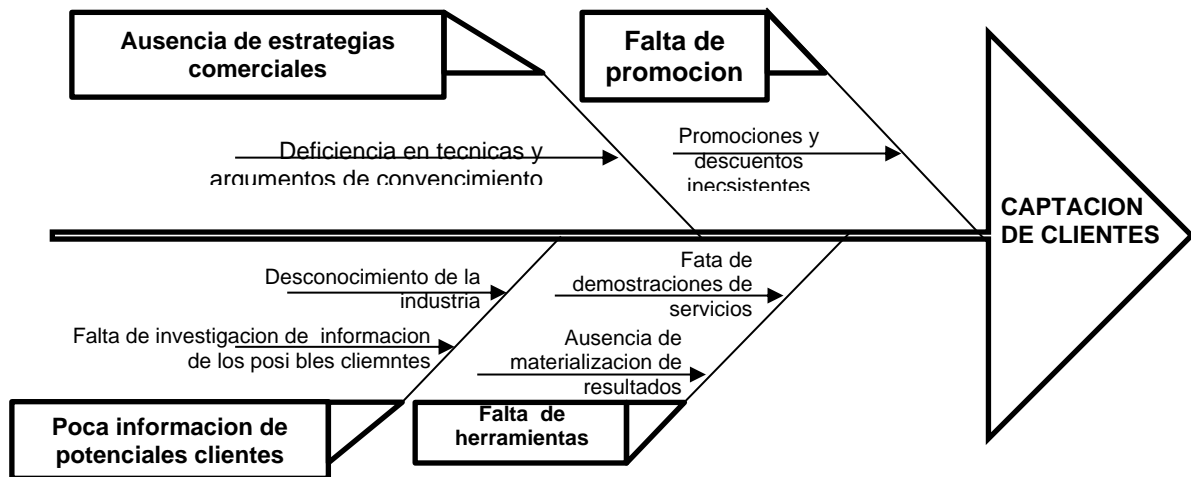 Ausencia de estrategias
comerciales
Falta de
promocion
Deficiencia en tecnicas y
argumentos de convencimiento
Promociones y
descuentos
inecsistentes
CAPTACION
DE CLIENTES
Desconocimiento de la
industria
Falta de investigacion de  informacion
de los posi bles cliemntes
Fata de
demostraciones de
servicios
Ausencia de
materializacion de
resultados
Poca informacion de
potenciales clientes
Falta  de
herramientas